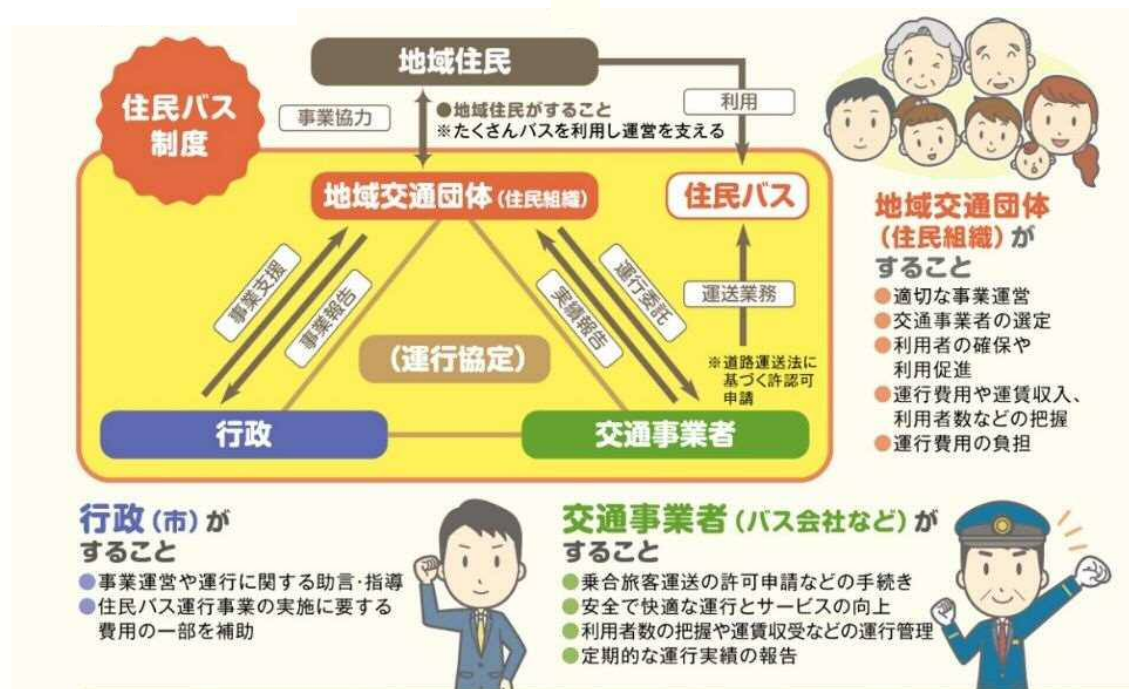 住民バス
制度
地域住民
事業協力
●地域住民がすること
※たくさんバスを利用し運営を支える
利用
地域交通団体(住民組織)
住民バス
事業支援
事業報告
実績報告
運行委託
運送業務
(運行協定)
※道路運送法に
基づく許認可
申請
行政
交通事業者
地域交通団体
(住民組織)が
すること
●適切な事業運営
●交通事業者の選定
●利用者の確保や
利用促進
●運行費用や運賃収入、
利用者数などの把握
●運行費用の負担
行政(市)が
すること
●事業運営や運行に関する助言・指導
●住民バス運行事業の実施に要する
費用の一部を補助
交通事業者(バス会社など)が
すること
●乗合旅客運送の許可申請などの手続き
●安全で快適な運行とサービスの向上
●利用者数の把握や運賃収受などの運行管理
●定期的な運行実績の報告